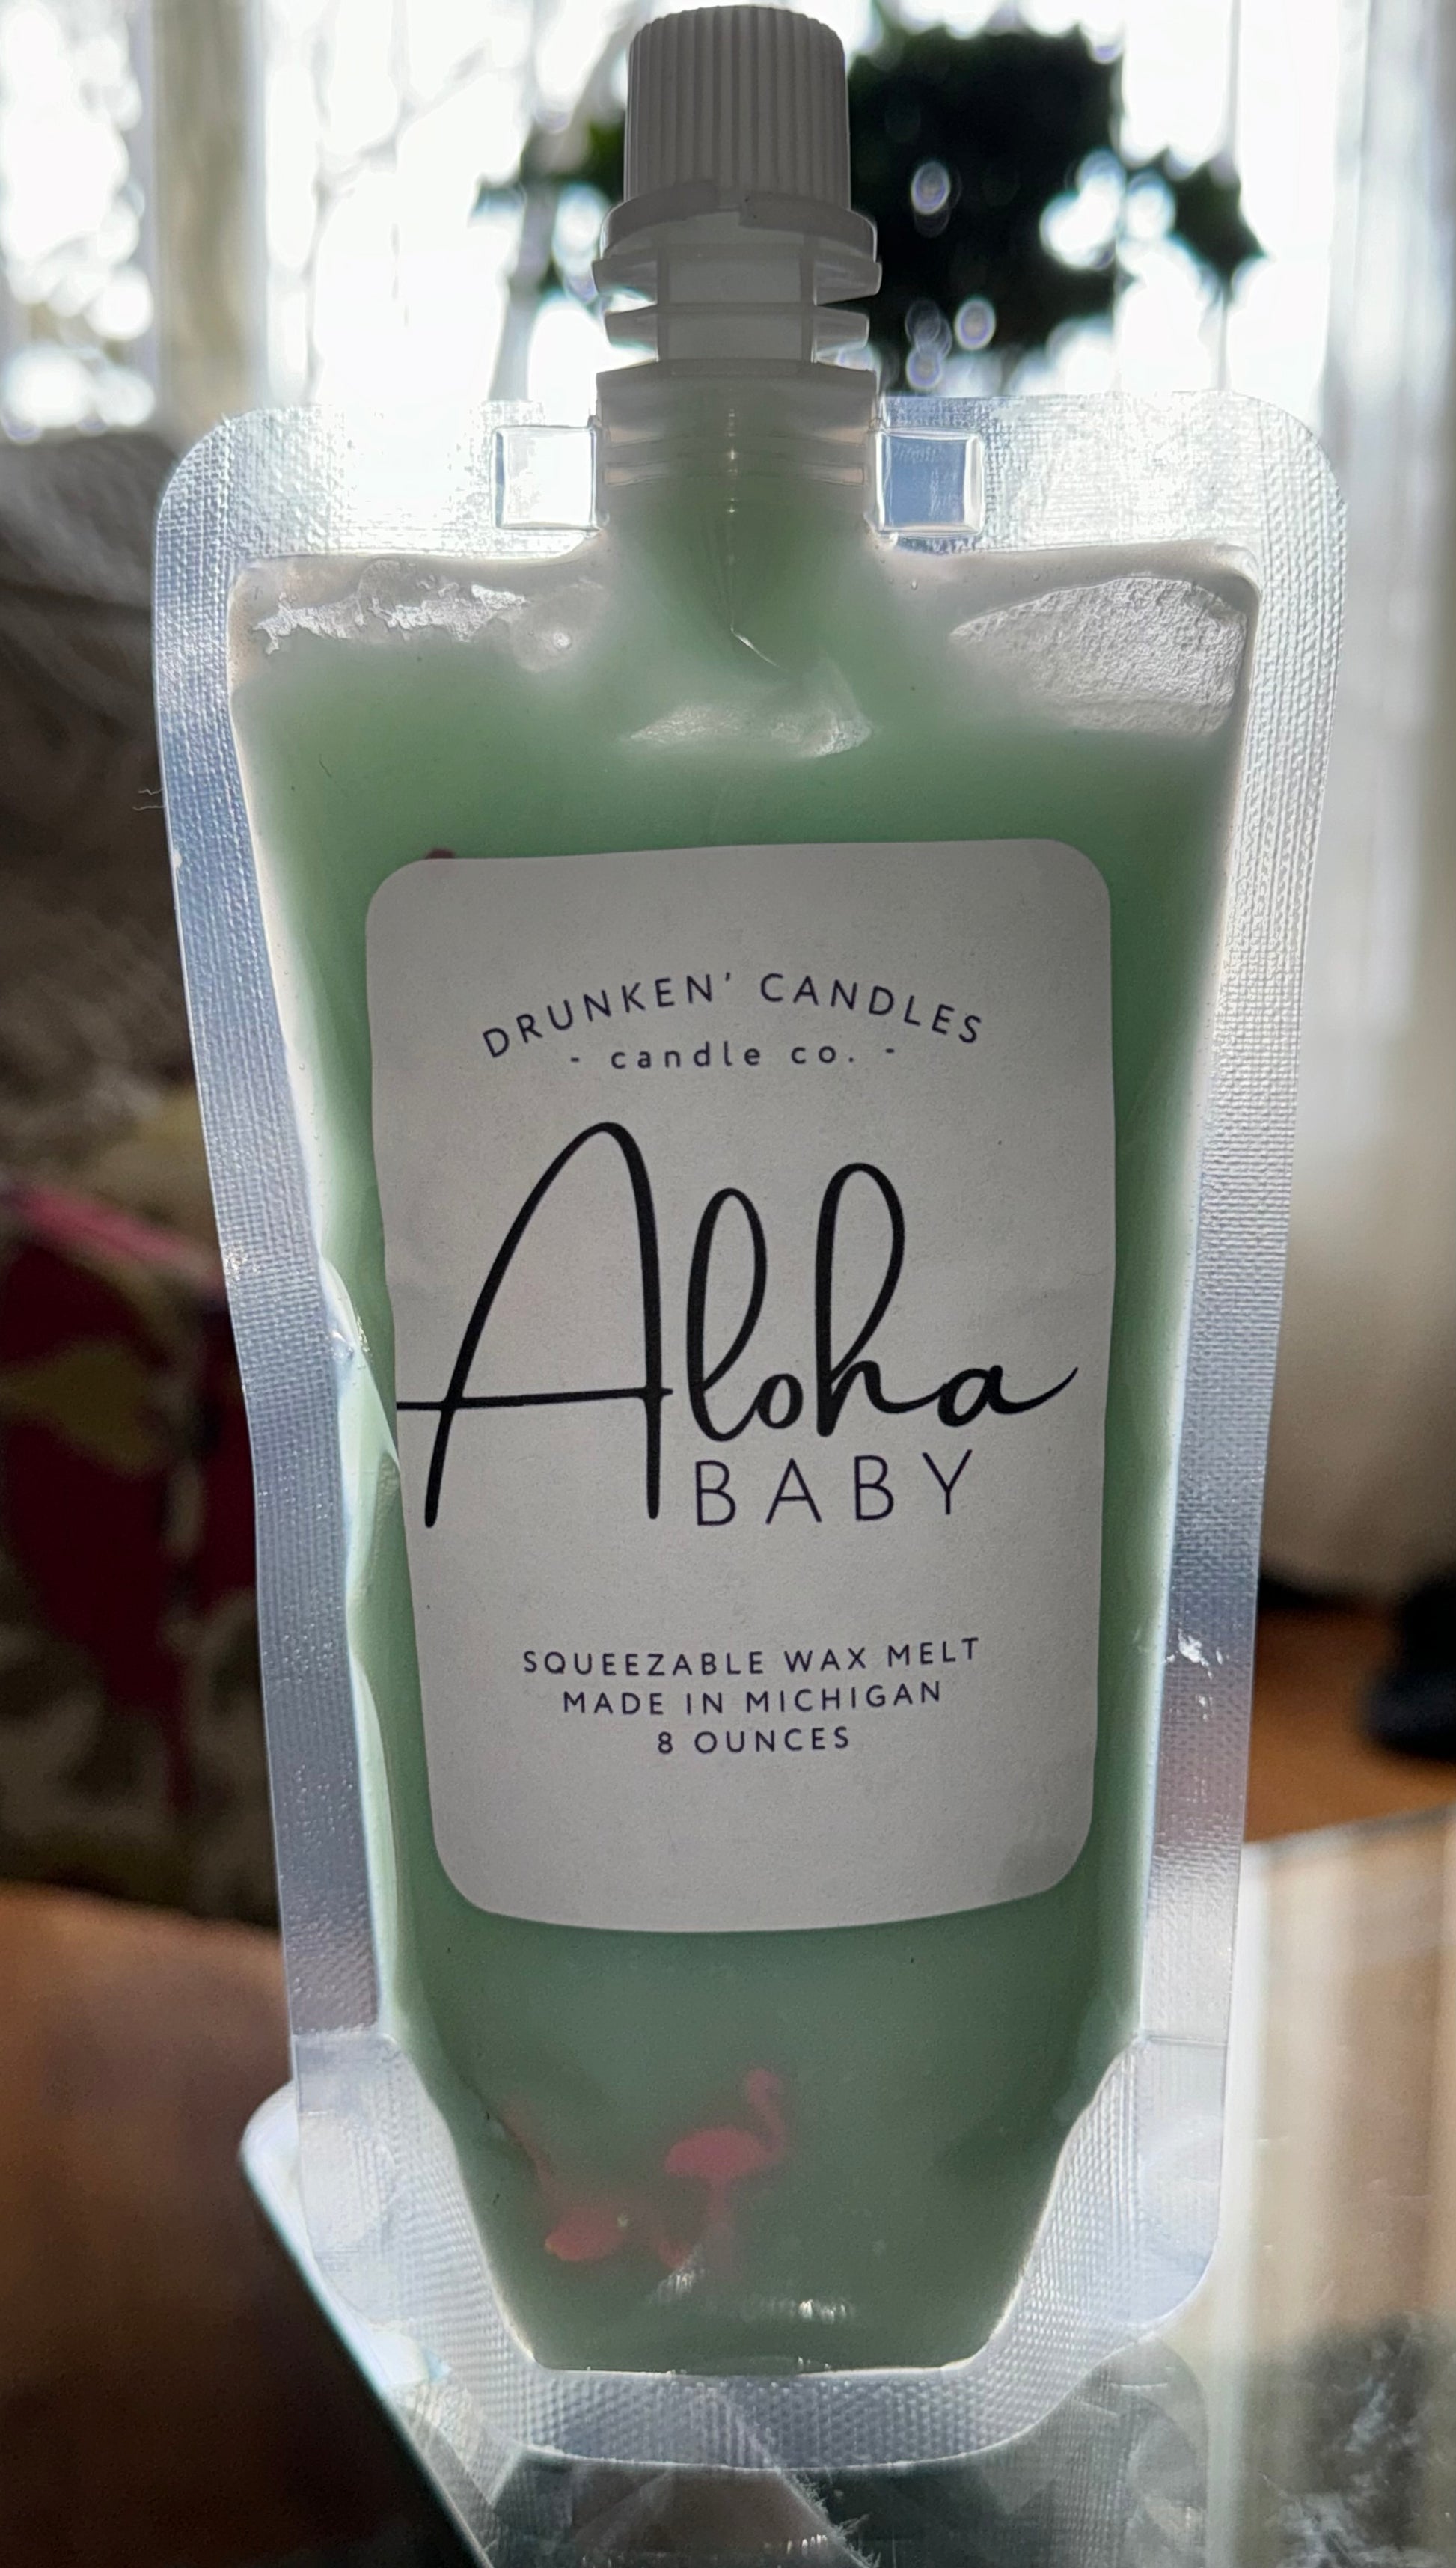 DRUNKEN' CANDLES
- candle co. -
Aloha
BABY
SQUEEZABLE WAX MELT
MADE IN MICHIGAN
8 OUNCES